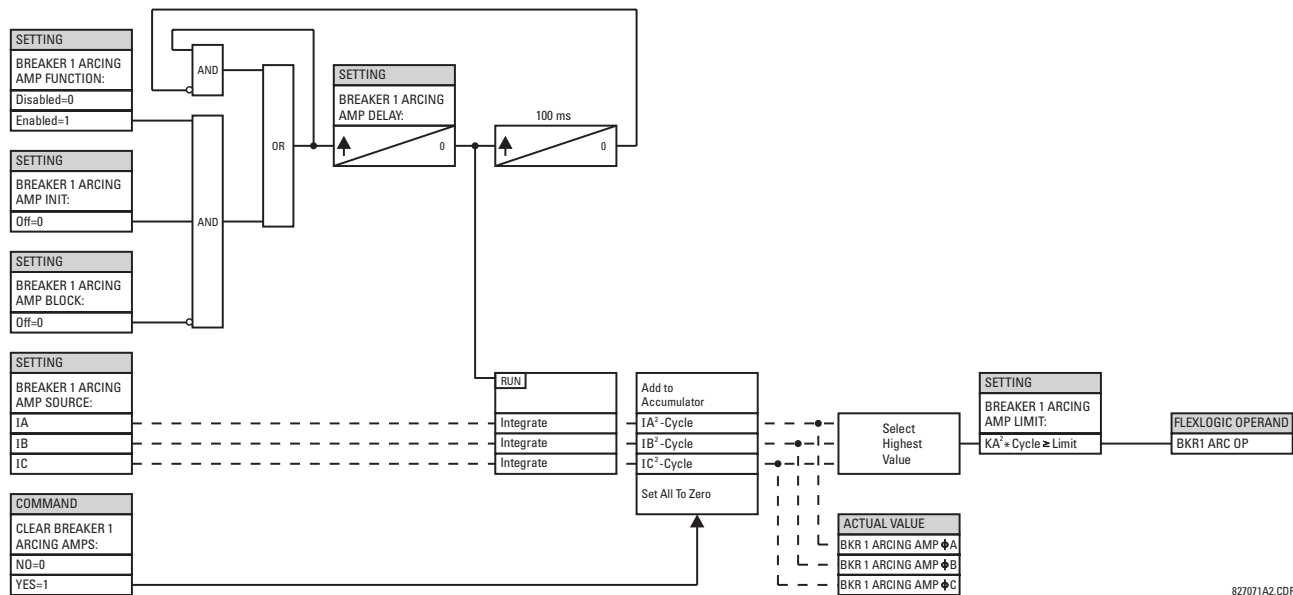 SETTING
BREAKER 1 ARCING
AMP FUNCTION:
Disabled=0
Enabled=1
SETTING
BREAKER 1 ARCING
AMP INIT:
Off=0
SETTING
BREAKER 1 ARCING
AMP BLOCK:
Off=0
SETTING
BREAKER 1 ARCING
AMP SOURCE:
IA
IB
IC
COMMAND
CLEAR BREAKER 1
ARCING AMPS:
NO=0
YES=1
AND
AND
OR
SETTING
BREAKER 1 ARCING
AMP DELAY:
0
100 ms
0
RUN
Integrate
Integrate
Integrate
Add to
Accumulator
IA²-Cycle
IB²-Cycle
IC²-Cycle
Set All To Zero
Select
Highest
Value
SETTING
BREAKER 1 ARCING
AMP LIMIT:
KA²*Cycle ≥ Limit
FLEXLOGIC OPERAND
BKR1 ARC OP
ACTUAL VALUE
BKR 1 ARCING AMP ϕA
BKR 1 ARCING AMP ϕB
BKR 1 ARCING AMP ϕC
827071A2.CDR